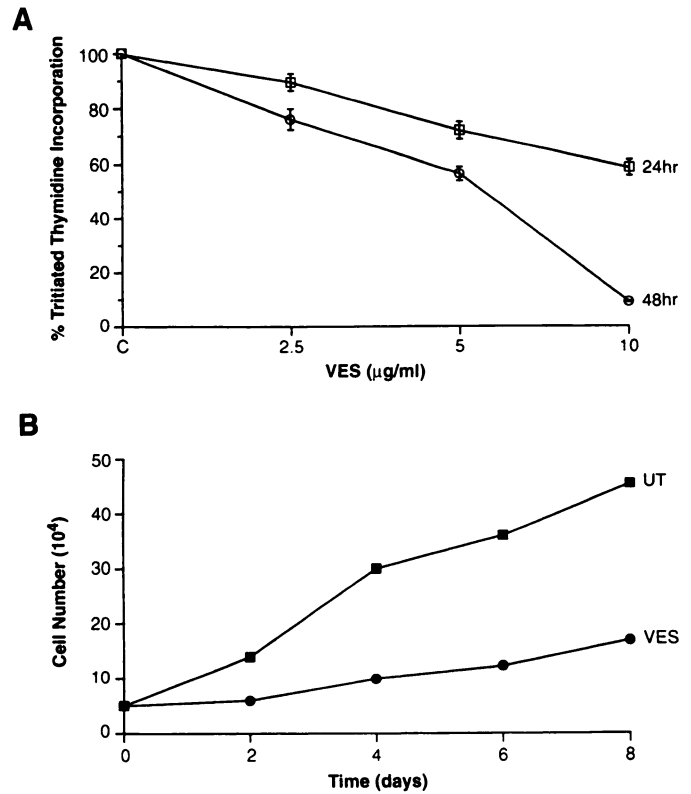 A
% Tritiated Thymidine Incorporation
100
80
60
40
20
0
C
2.5
5
10
VES (µg/ml)
24hr
48hr
B
Cell Number (10⁴)
50
40
30
20
10
0
0
2
4
6
8
Time (days)
UT
VES